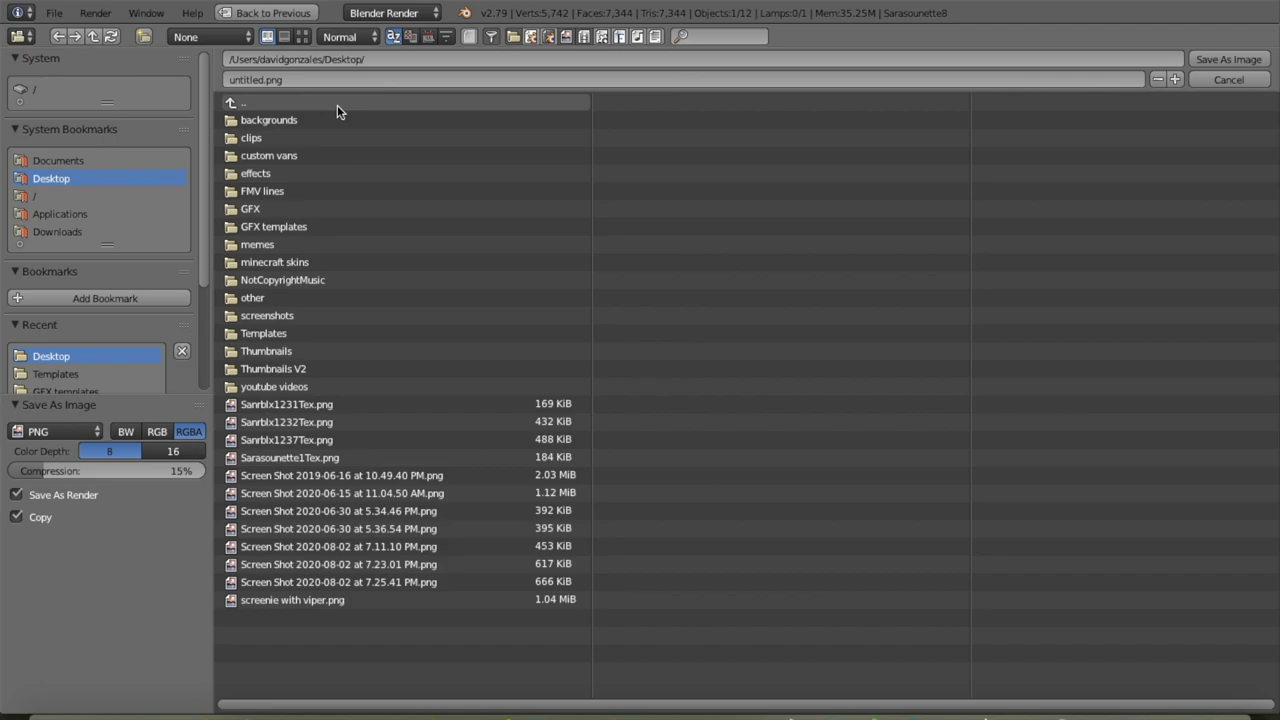 File Render Window Help Back to Previous Blender Render v2.79 | Verts:5,742 | Faces:7,344 | Tris:7,344 | Objects:1/12 | Lamps:0/1 | Mem:35.25M | Sarasounette8
None Normal
System
/
System Bookmarks
Documents
Desktop
/
Applications
Downloads
Bookmarks
Add Bookmark
Recent
Desktop
Templates
GFX templates
Save As Image
PNG BW RGB RGBA
Color Depth: 8 16
Compression: 15%
Save As Render
Copy
/Users/davidgonzales/Desktop/ Save As Image
untitled.png Cancel
..
backgrounds
clips
custom vans
effects
FMV lines
GFX
GFX templates
memes
minecraft skins
NotCopyrightMusic
other
screenshots
Templates
Thumbnails
Thumbnails V2
youtube videos
Sanrblx1231Tex.png 169 KiB
Sanrblx1232Tex.png 432 KiB
Sanrblx1237Tex.png 488 KiB
Sarasounette1Tex.png 184 KiB
Screen Shot 2019-06-16 at 10.49.40 PM.png 2.03 MiB
Screen Shot 2020-06-15 at 11.04.50 AM.png 1.12 MiB
Screen Shot 2020-06-30 at 5.34.46 PM.png 392 KiB
Screen Shot 2020-06-30 at 5.36.54 PM.png 395 KiB
Screen Shot 2020-08-02 at 7.11.10 PM.png 453 KiB
Screen Shot 2020-08-02 at 7.23.01 PM.png 617 KiB
Screen Shot 2020-08-02 at 7.25.41 PM.png 666 KiB
screenie with viper.png 1.04 MiB